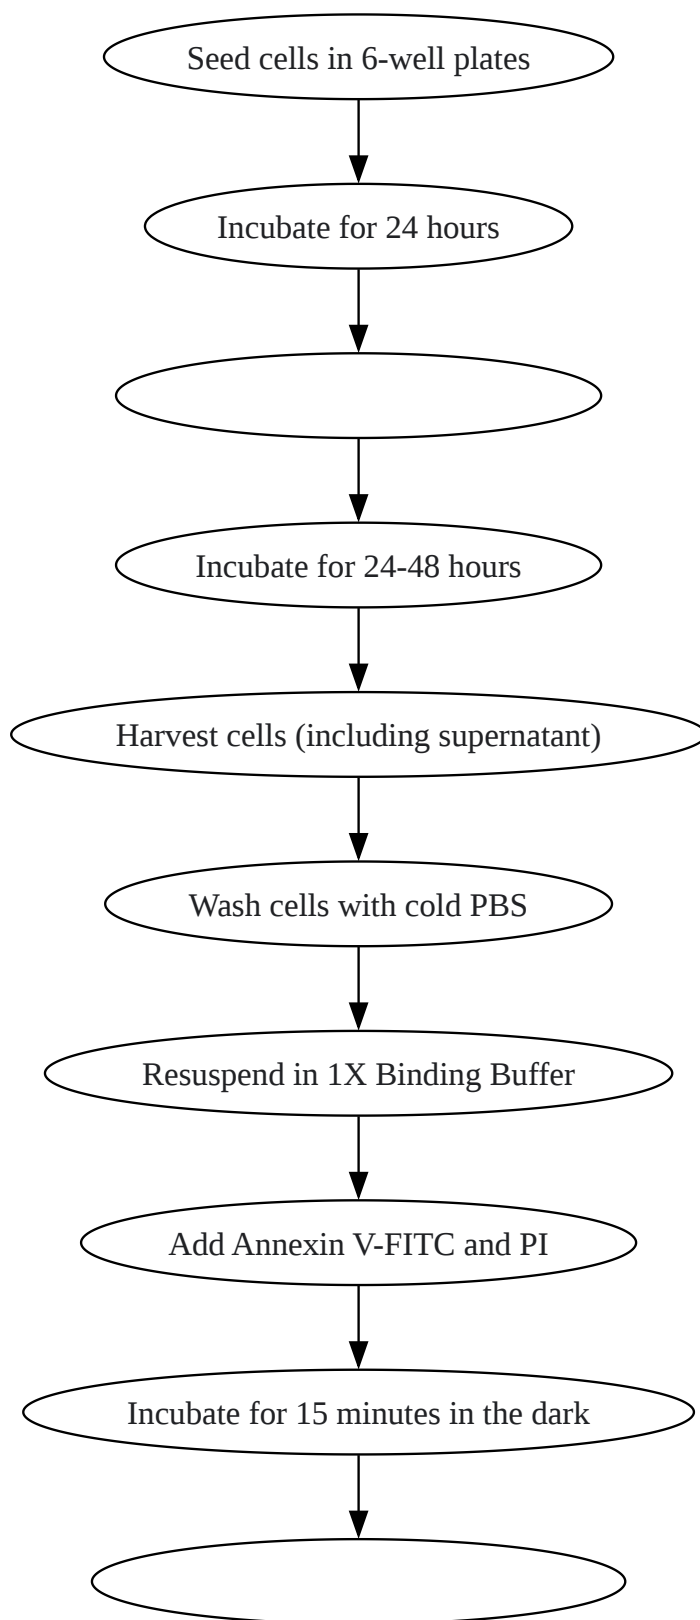 Seed cells in 6-well plates
Incubate for 24 hours
Incubate for 24-48 hours
Harvest cells (including supernatant)
Wash cells with cold PBS
Resuspend in 1X Binding Buffer
Add Annexin V-FITC and PI
Incubate for 15 minutes in the dark